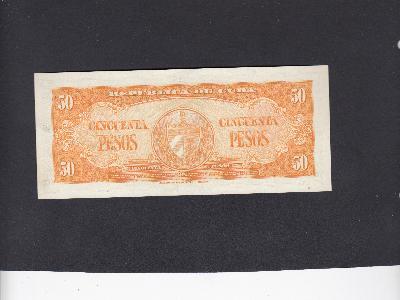 REPUBLICA DE CUBA
50 50
CINCUENTA CINCUENTA
PESOS PESOS
50 50